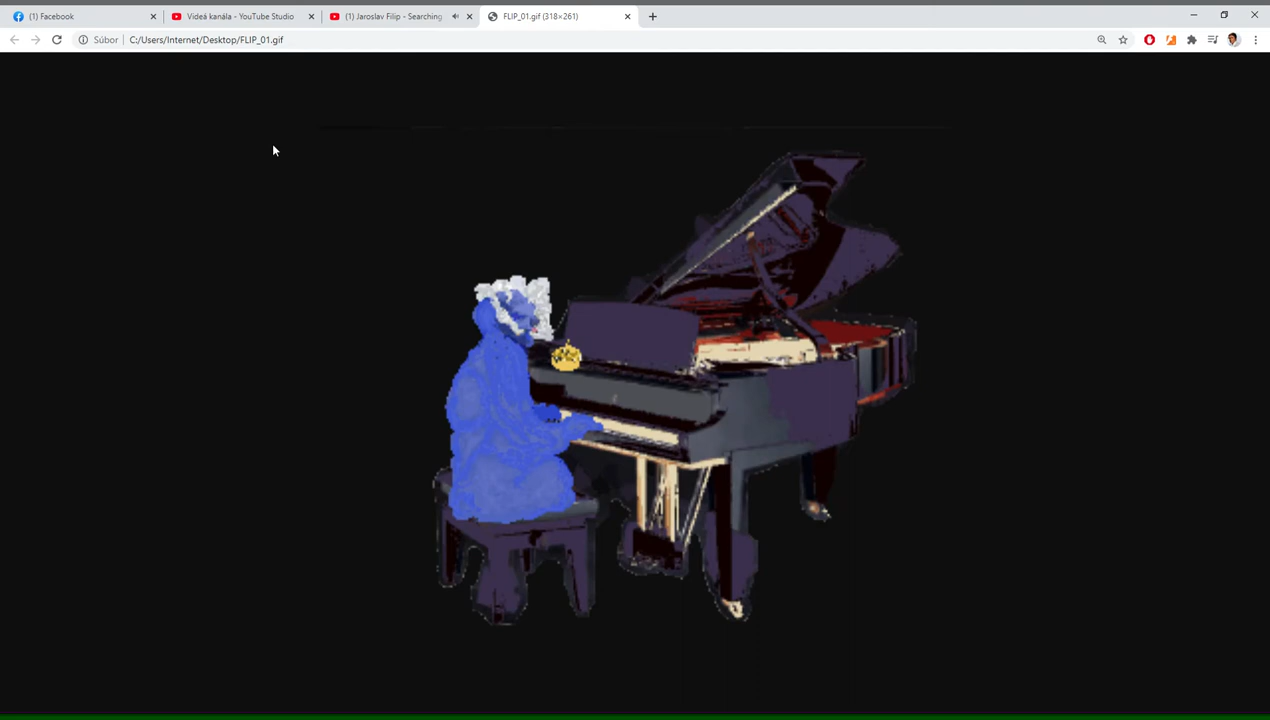 (1) Facebook
Videá kanála - YouTube Studio
(1) Jaroslav Filip - Searching
FLIP_01.gif (318×261)
Súbor
C:/Users/Internet/Desktop/FLIP_01.gif